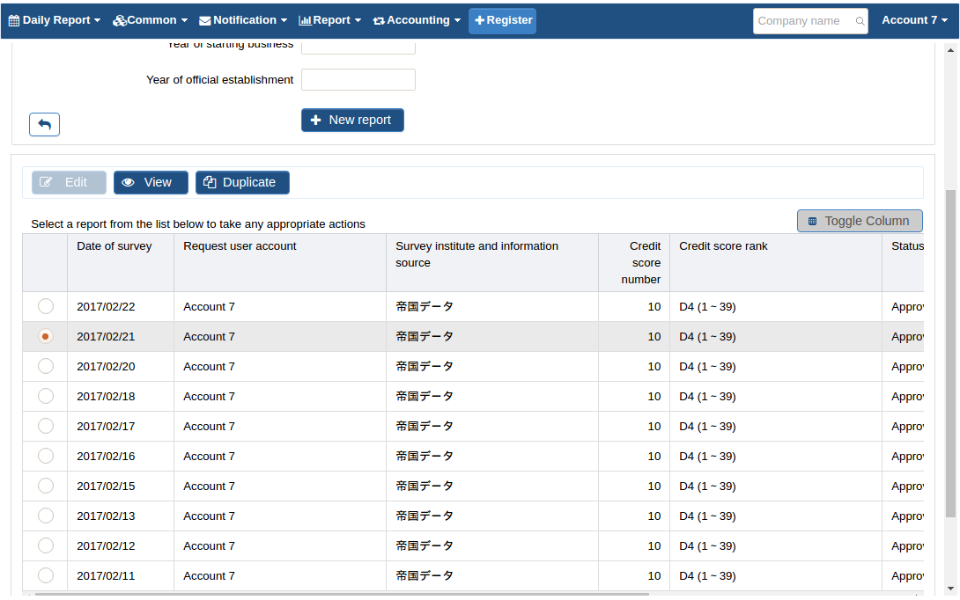 Daily Report Common Notification Report Accounting Register Company name Account 7
Year of starting business
Year of official establishment
New report
Edit View Duplicate
Select a report from the list below to take any appropriate actions
Toggle Column
Date of survey Request user account Survey institute and information source Credit score number Credit score rank Status
2017/02/22 Account 7 帝国データ 10 D4 (1 ~ 39) Approv
2017/02/21 Account 7 帝国データ 10 D4 (1 ~ 39) Approv
2017/02/20 Account 7 帝国データ 10 D4 (1 ~ 39) Approv
2017/02/18 Account 7 帝国データ 10 D4 (1 ~ 39) Approv
2017/02/17 Account 7 帝国データ 10 D4 (1 ~ 39) Approv
2017/02/16 Account 7 帝国データ 10 D4 (1 ~ 39) Approv
2017/02/15 Account 7 帝国データ 10 D4 (1 ~ 39) Approv
2017/02/13 Account 7 帝国データ 10 D4 (1 ~ 39) Approv
2017/02/12 Account 7 帝国データ 10 D4 (1 ~ 39) Approv
2017/02/11 Account 7 帝国データ 10 D4 (1 ~ 39) Approv